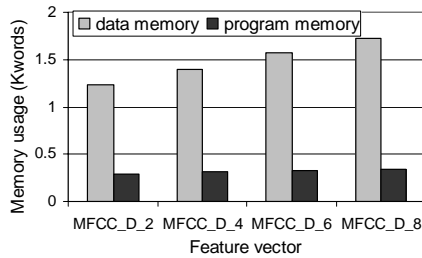 data memory program memory
Memory usage (Kwords)
2
1.5
1
0.5
0
MFCC_D_2 MFCC_D_4 MFCC_D_6 MFCC_D_8
Feature vector